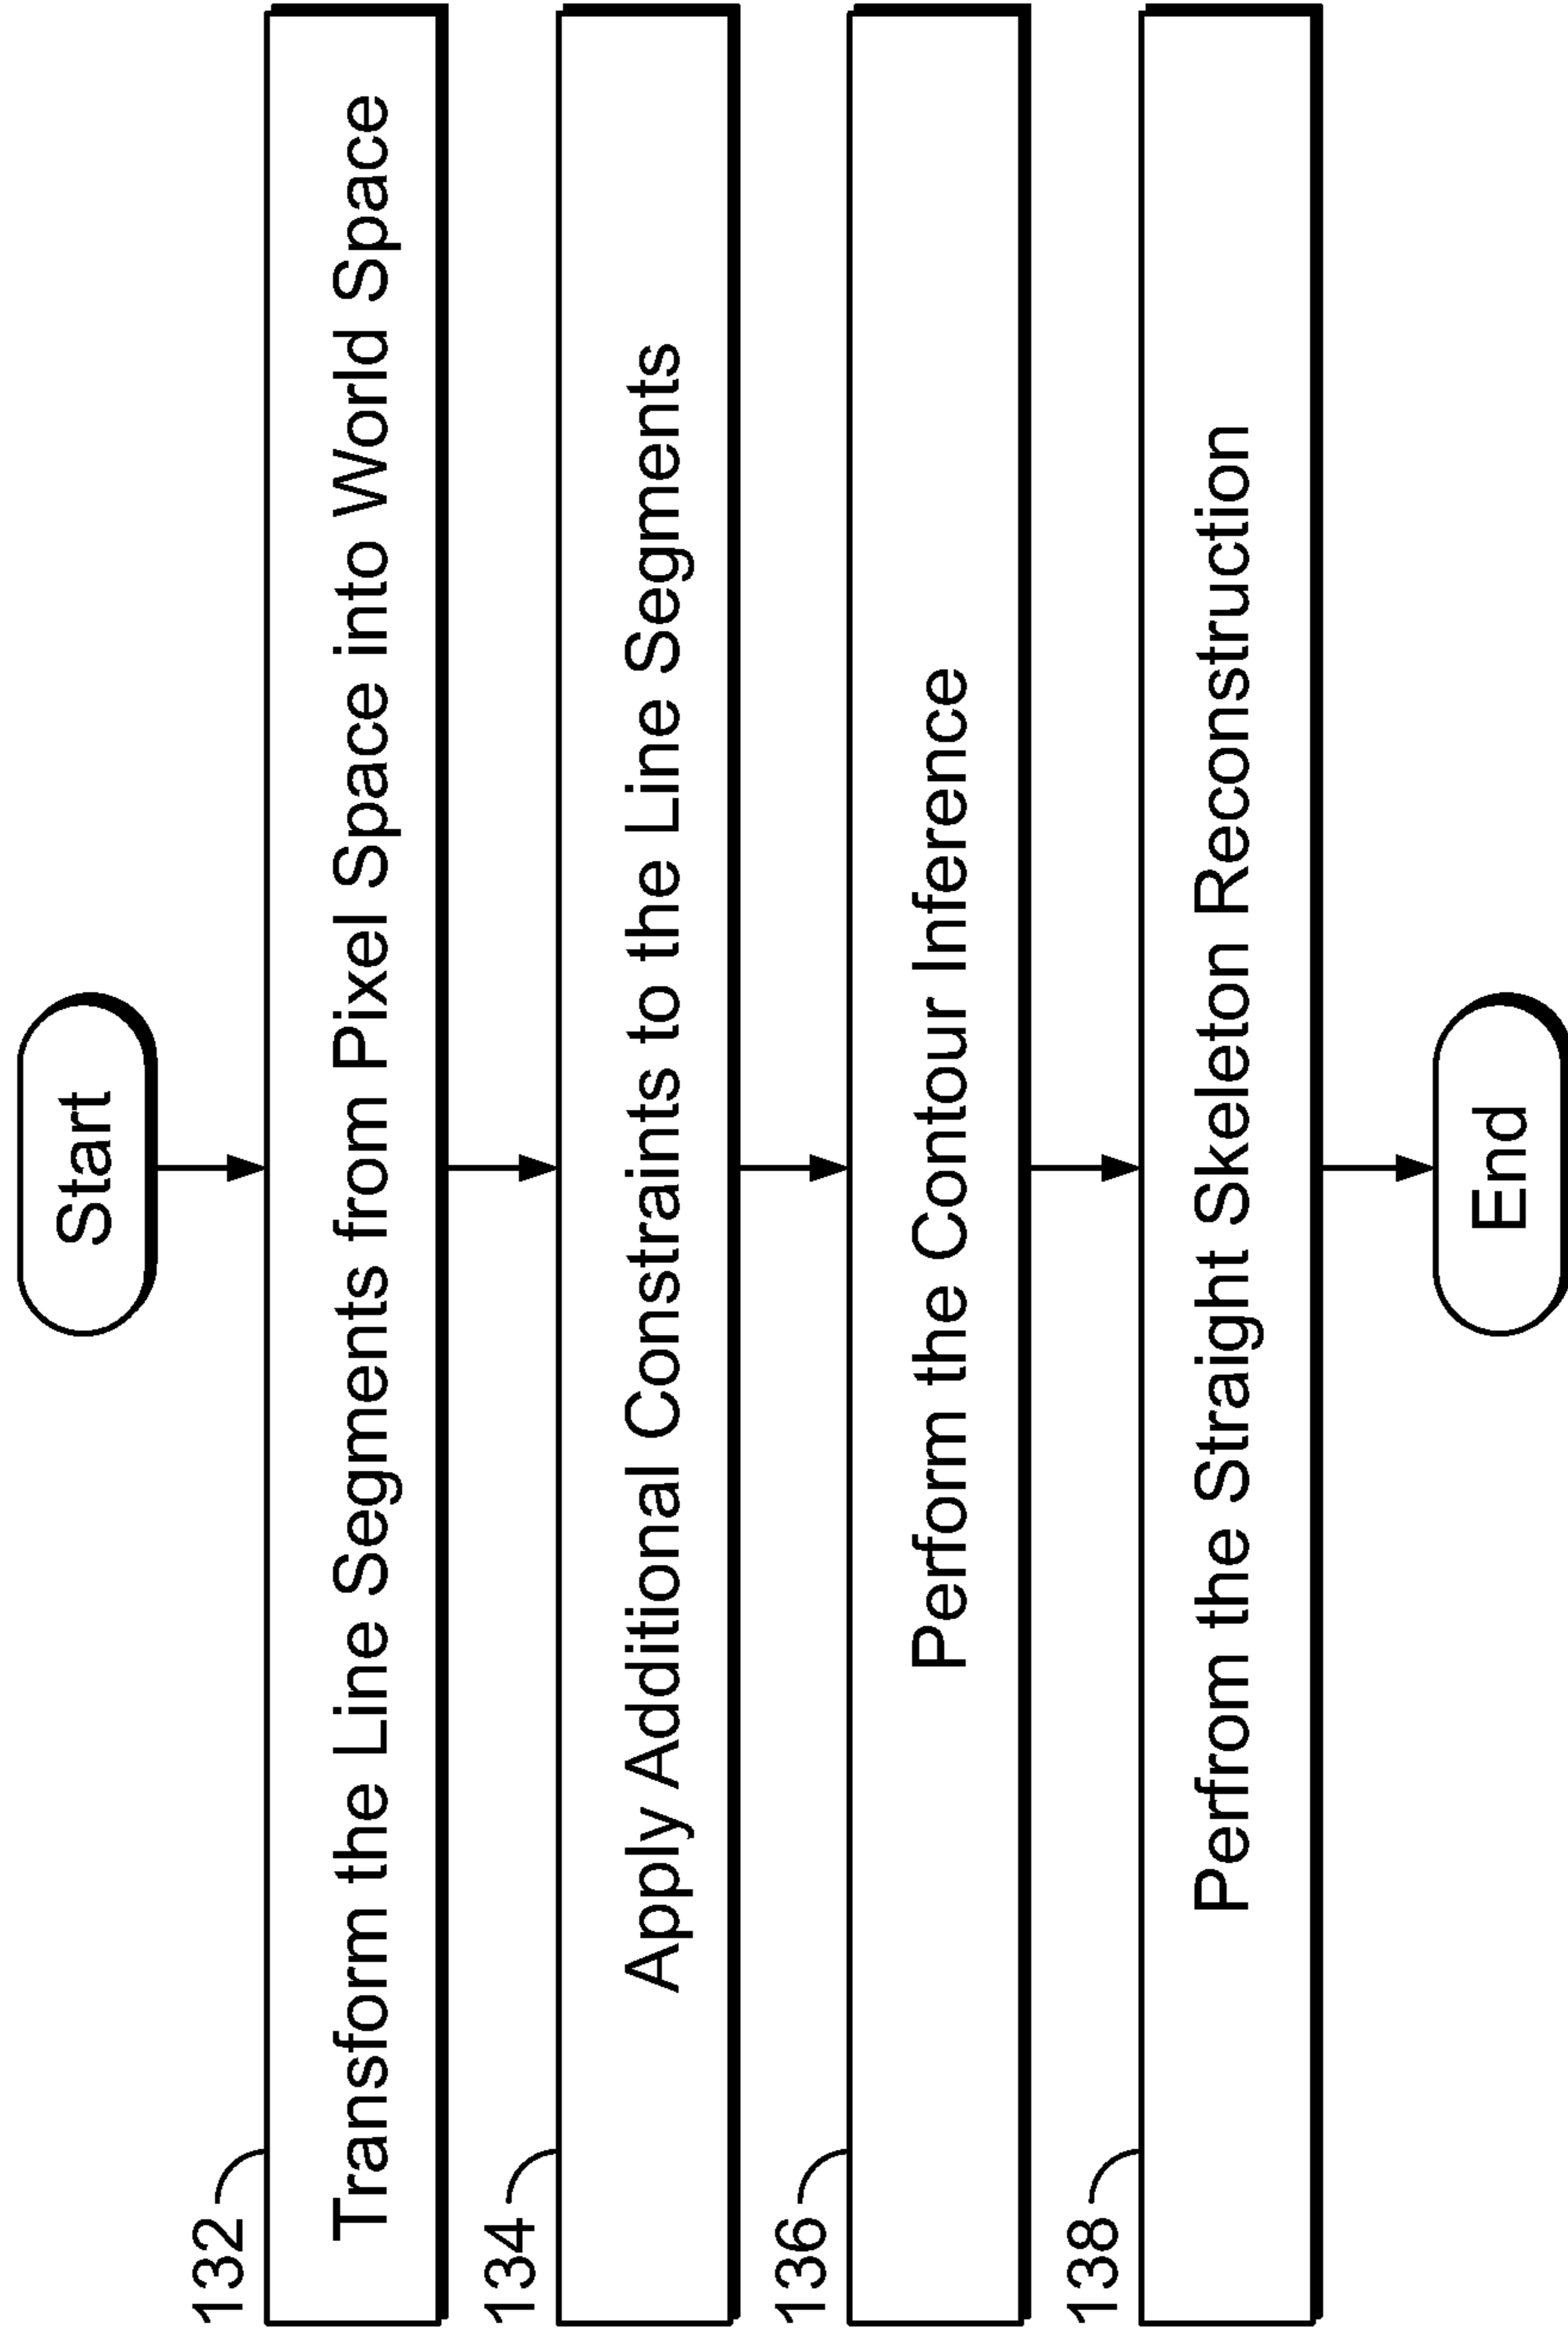 Start
132
Transform the Line Segments from Pixel Space into World Space
134
Apply Additional Constraints to the Line Segments
136
Perform the Contour Inference
138
Perfrom the Straight Skeleton Reconstruction
End